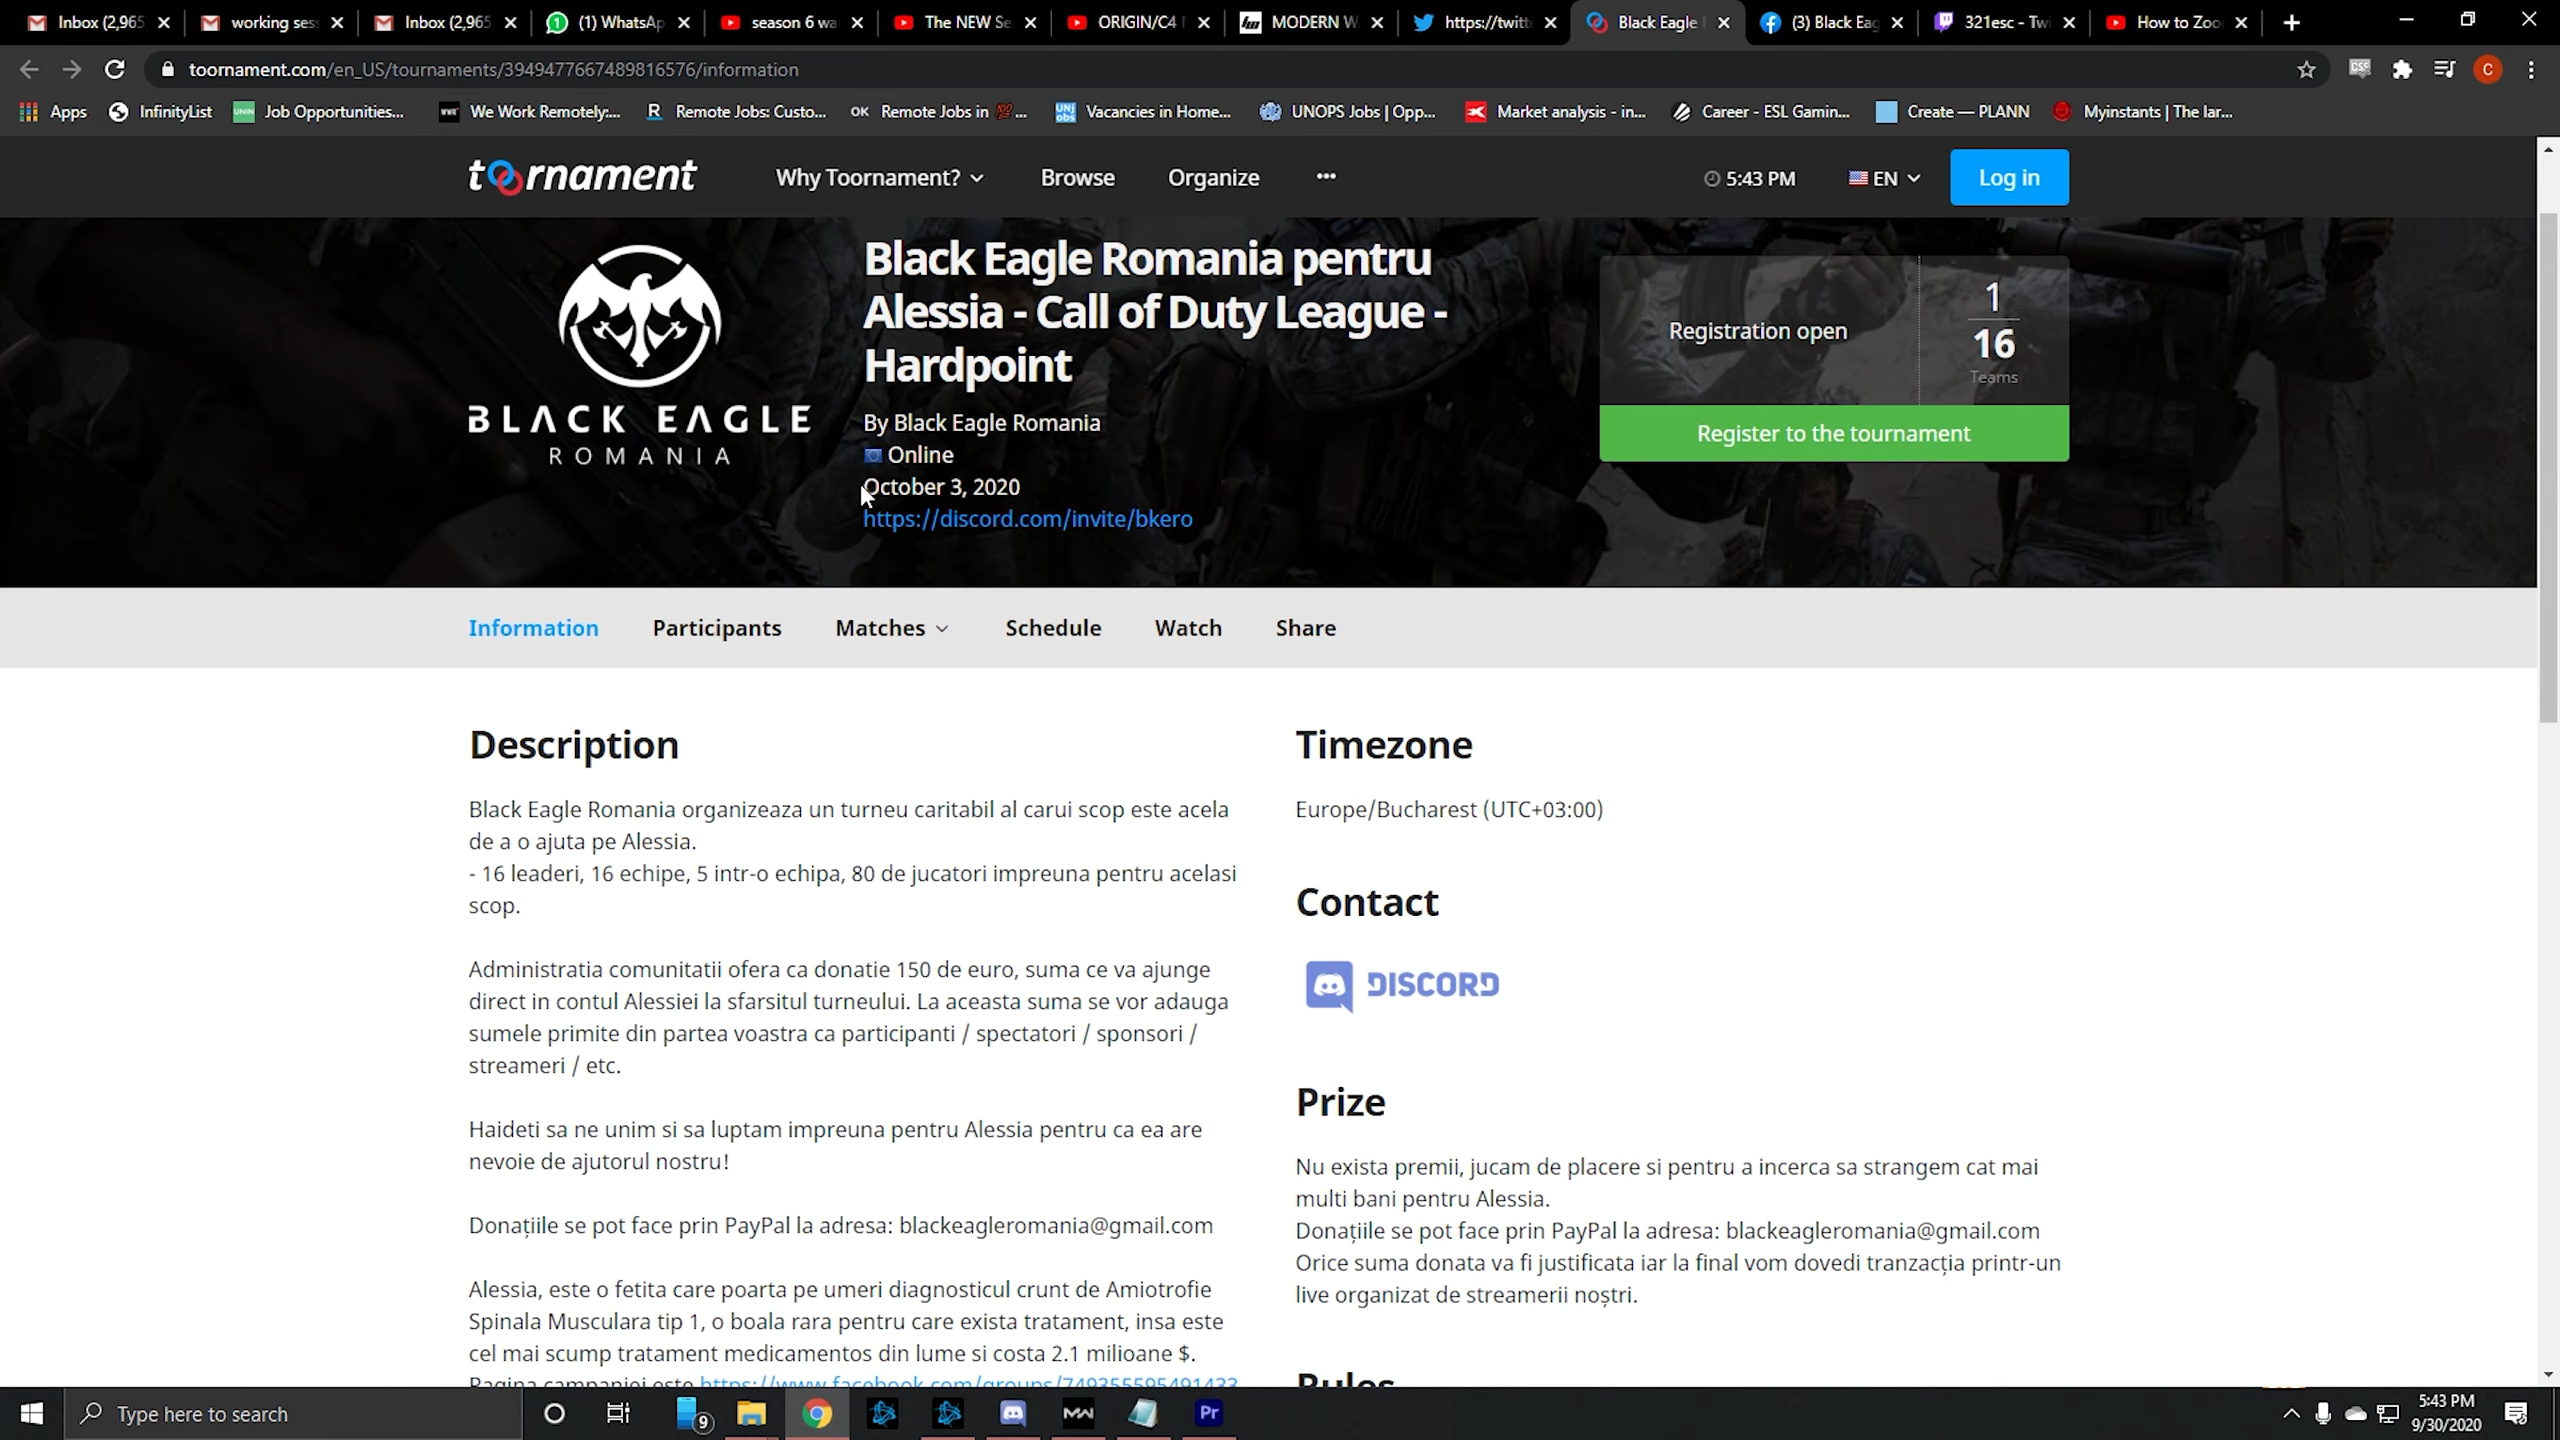 Inbox (2,965
working ses
Inbox (2,965
(1) WhatsAp
season 6 wa
The NEW Se
ORIGIN/C4
MODERN W
https://twitt
Black Eagle
(3) Black Eag
321esc - Tw
How to Zoo
toornament.com/en_US/tournaments/3949477667489816576/information
Apps
InfinityList
Job Opportunities...
We Work Remotely:...
Remote Jobs: Custo...
Remote Jobs in 💯 ...
Vacancies in Home...
UNOPS Jobs | Opp...
Market analysis - in...
Career - ESL Gamin...
Create — PLANN
Myinstants | The lar...
toornament
Why Toornament?
Browse
Organize
5:43 PM
EN
Log in
BLACK EAGLE
ROMANIA
Black Eagle Romania pentru
Alessia - Call of Duty League -
Hardpoint
By Black Eagle Romania
Online
October 3, 2020
https://discord.com/invite/bkero
Registration open
1
16
Teams
Register to the tournament
Information
Participants
Matches
Schedule
Watch
Share
Description
Black Eagle Romania organizeaza un turneu caritabil al carui scop este acela
de a o ajuta pe Alessia.
- 16 leaderi, 16 echipe, 5 intr-o echipa, 80 de jucatori impreuna pentru acelasi
scop.
Administratia comunitatii ofera ca donatie 150 de euro, suma ce va ajunge
direct in contul Alessiei la sfarsitul turneului. La aceasta suma se vor adauga
sumele primite din partea voastra ca participanti / spectatori / sponsori /
streameri / etc.
Haideti sa ne unim si sa luptam impreuna pentru Alessia pentru ca ea are
nevoie de ajutorul nostru!
Donațiile se pot face prin PayPal la adresa: blackeagleromania@gmail.com
Alessia, este o fetita care poarta pe umeri diagnosticul crunt de Amiotrofie
Spinala Musculara tip 1, o boala rara pentru care exista tratament, insa este
cel mai scump tratament medicamentos din lume si costa 2.1 milioane $.
Pagina campaniei este https://www.facebook.com/groups/749355595491433
Timezone
Europe/Bucharest (UTC+03:00)
Contact
DISCORD
Prize
Nu exista premii, jucam de placere si pentru a incerca sa strangem cat mai
multi bani pentru Alessia.
Donațiile se pot face prin PayPal la adresa: blackeagleromania@gmail.com
Orice suma donata va fi justificata iar la final vom dovedi tranzacția printr-un
live organizat de streamerii noștri.
Rules
Type here to search
9
Pr
5:43 PM
9/30/2020